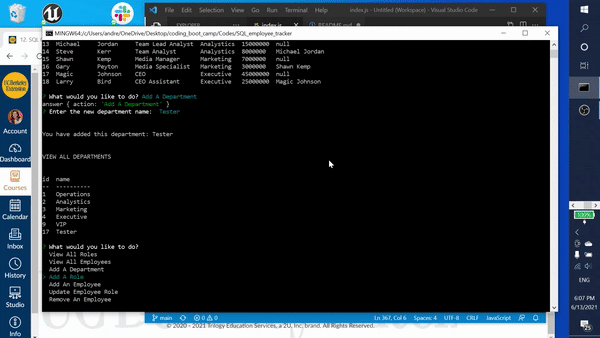 MINGW64:/c/Users/andre/OneDrive/Desktop/coding_boot_camp/Codes/SQL_employee_tracker
13 Michael Jordan Team Lead Analyst Analystics 15000000 null
14 Steve Kerr Team Analyst Analystics 8000000 Michael Jordan
15 Shawn Kemp Media Manager Marketing 7000000 null
16 Gary Peyton Media Specialist Marketing 3000000 Shawn Kemp
17 Magic Johnson CEO Executive 45000000 null
18 Larry Bird CEO Assistant Executive 25000000 Magic Johnson
? What would you like to do? Add A Department
answer { action: 'Add A Department' }
? Enter the new department name: Tester
You have added this department: Tester
VIEW ALL DEPARTMENTS
id name
-- ----------
1 Operations
2 Analystics
3 Marketing
4 Executive
9 VIP
17 Tester
? What would you like to do?
View All Roles
View All Employees
Add A Department
> Add A Role
Add An Employee
Update Employee Role
Remove An Employee
File Edit Selection View Go Run Terminal
index.js - Untitled (Workspace) - Visual Studio Code
EXPLORER
index.js
README.md
12. SQL
Berkeley
Extension
Account
Dashboard
Courses
Calendar
Inbox
History
Studio
Info
main
0 0
Ln 367, Col 6 Spaces: 4 UTF-8 CRLF JavaScript
© 2020 - 2021 Trilogy Education Services, a 2U, Inc. brand. All Rights Reserved.
100%
ENG
6:07 PM
6/13/2021
25